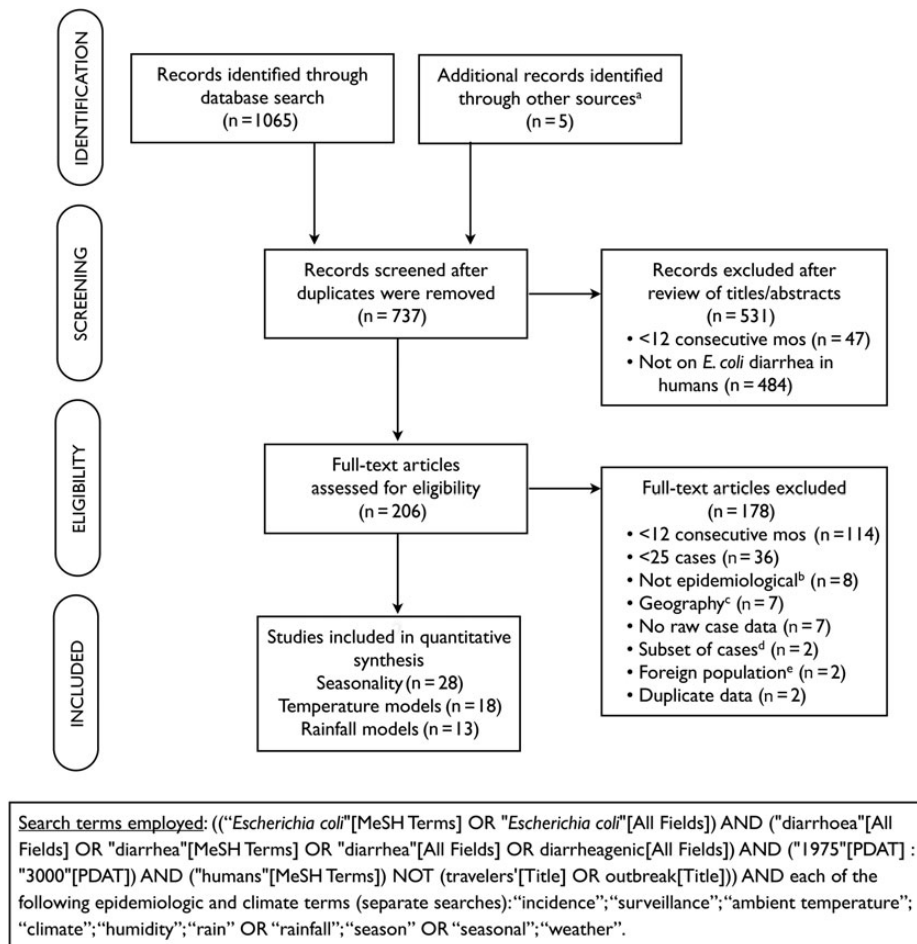 IDENTIFICATION
Records identified through
database search
(n = 1065)
Additional records identified
through other sourcesᵃ
(n = 5)
SCREENING
Records screened after
duplicates were removed
(n = 737)
Records excluded after
review of titles/abstracts
(n = 531)
• <12 consecutive mos (n = 47)
• Not on E. coli diarrhea in
humans (n = 484)
ELIGIBILITY
Full-text articles
assessed for eligibility
(n = 206)
Full-text articles excluded
(n = 178)
• <12 consecutive mos (n = 114)
• <25 cases (n = 36)
• Not epidemiologicalᵇ (n = 8)
• Geographyᶜ (n = 7)
• No raw case data (n = 7)
• Subset of casesᵈ (n = 2)
• Foreign populationᵉ (n = 2)
• Duplicate data (n = 2)
INCLUDED
Studies included in quantitative
synthesis
Seasonality (n = 28)
Temperature models (n = 18)
Rainfall models (n = 13)
Search terms employed: ((“Escherichia coli"[MeSH Terms] OR "Escherichia coli"[All Fields]) AND ("diarrhoea"[All
Fields] OR "diarrhea"[MeSH Terms] OR "diarrhea"[All Fields] OR diarrheagenic[All Fields]) AND ("1975"[PDAT] :
"3000"[PDAT]) AND ("humans"[MeSH Terms]) NOT (travelers'[Title] OR outbreak[Title])) AND each of the
following epidemiologic and climate terms (separate searches): “incidence”; “surveillance”; “ambient temperature”;
“climate”; “humidity”; “rain” OR “rainfall”; “season” OR “seasonal”; “weather”.